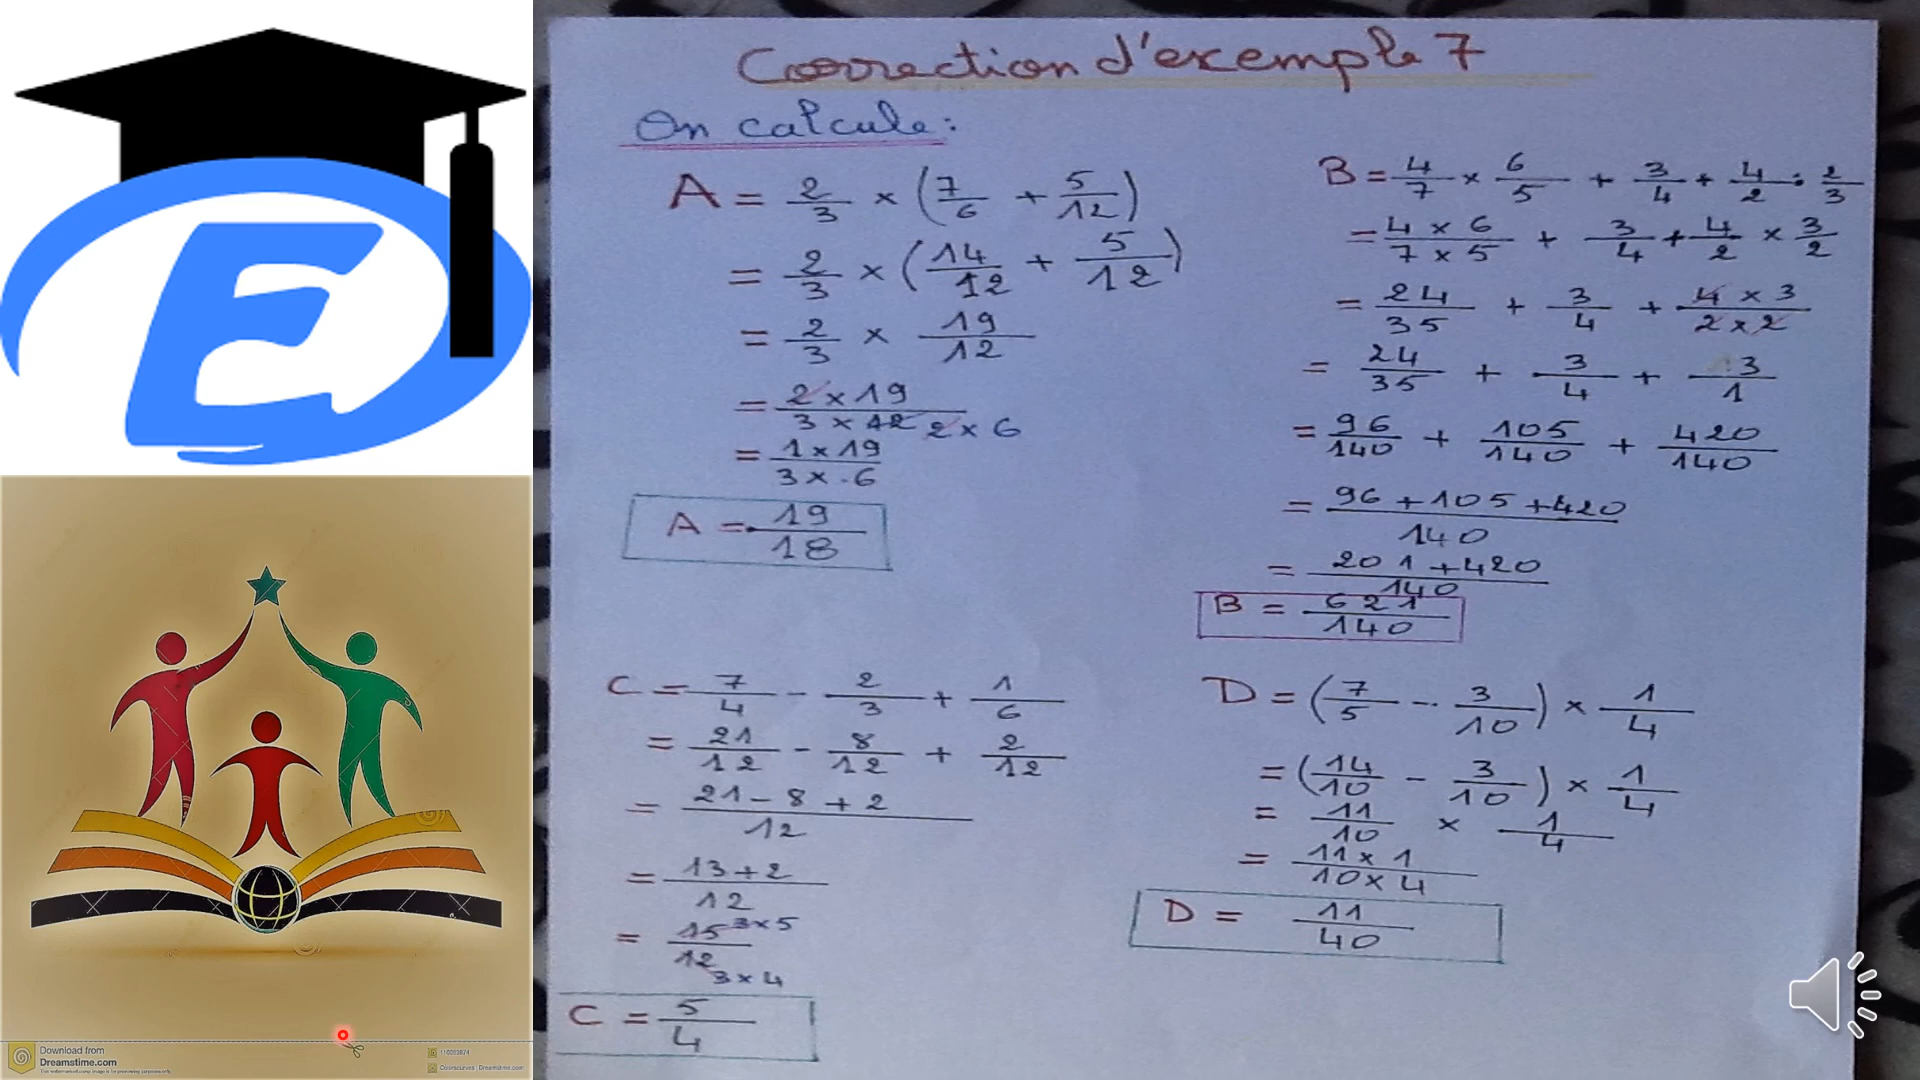 E
Correction d'exemple 7
On calcule :
A = 2/3 × (7/6 + 5/12)
= 2/3 × (14/12 + 5/12)
= 2/3 × 19/12
= 2 × 19 / 3 × 12 2 × 6
= 1 × 19 / 3 × 6
A = 19/18
B = 4/7 × 6/5 + 3/4 + 4/2 : 2/3
= 4 × 6 / 7 × 5 + 3/4 + 4/2 × 3/2
= 24/35 + 3/4 + 4 × 3 / 2 × 2
= 24/35 + 3/4 + 3/1
= 96/140 + 105/140 + 420/140
= 96 + 105 + 420 / 140
= 201 + 420 / 140
B = 621/140
C = 7/4 - 2/3 + 1/6
= 21/12 - 8/12 + 2/12
= 21 - 8 + 2 / 12
= 13 + 2 / 12
= 15 3 × 5 / 12 3 × 4
C = 5/4
D = (7/5 - 3/10) × 1/4
= (14/10 - 3/10) × 1/4
= 11/10 × 1/4
= 11 × 1 / 10 × 4
D = 11/40
Download from
Dreamstime.com